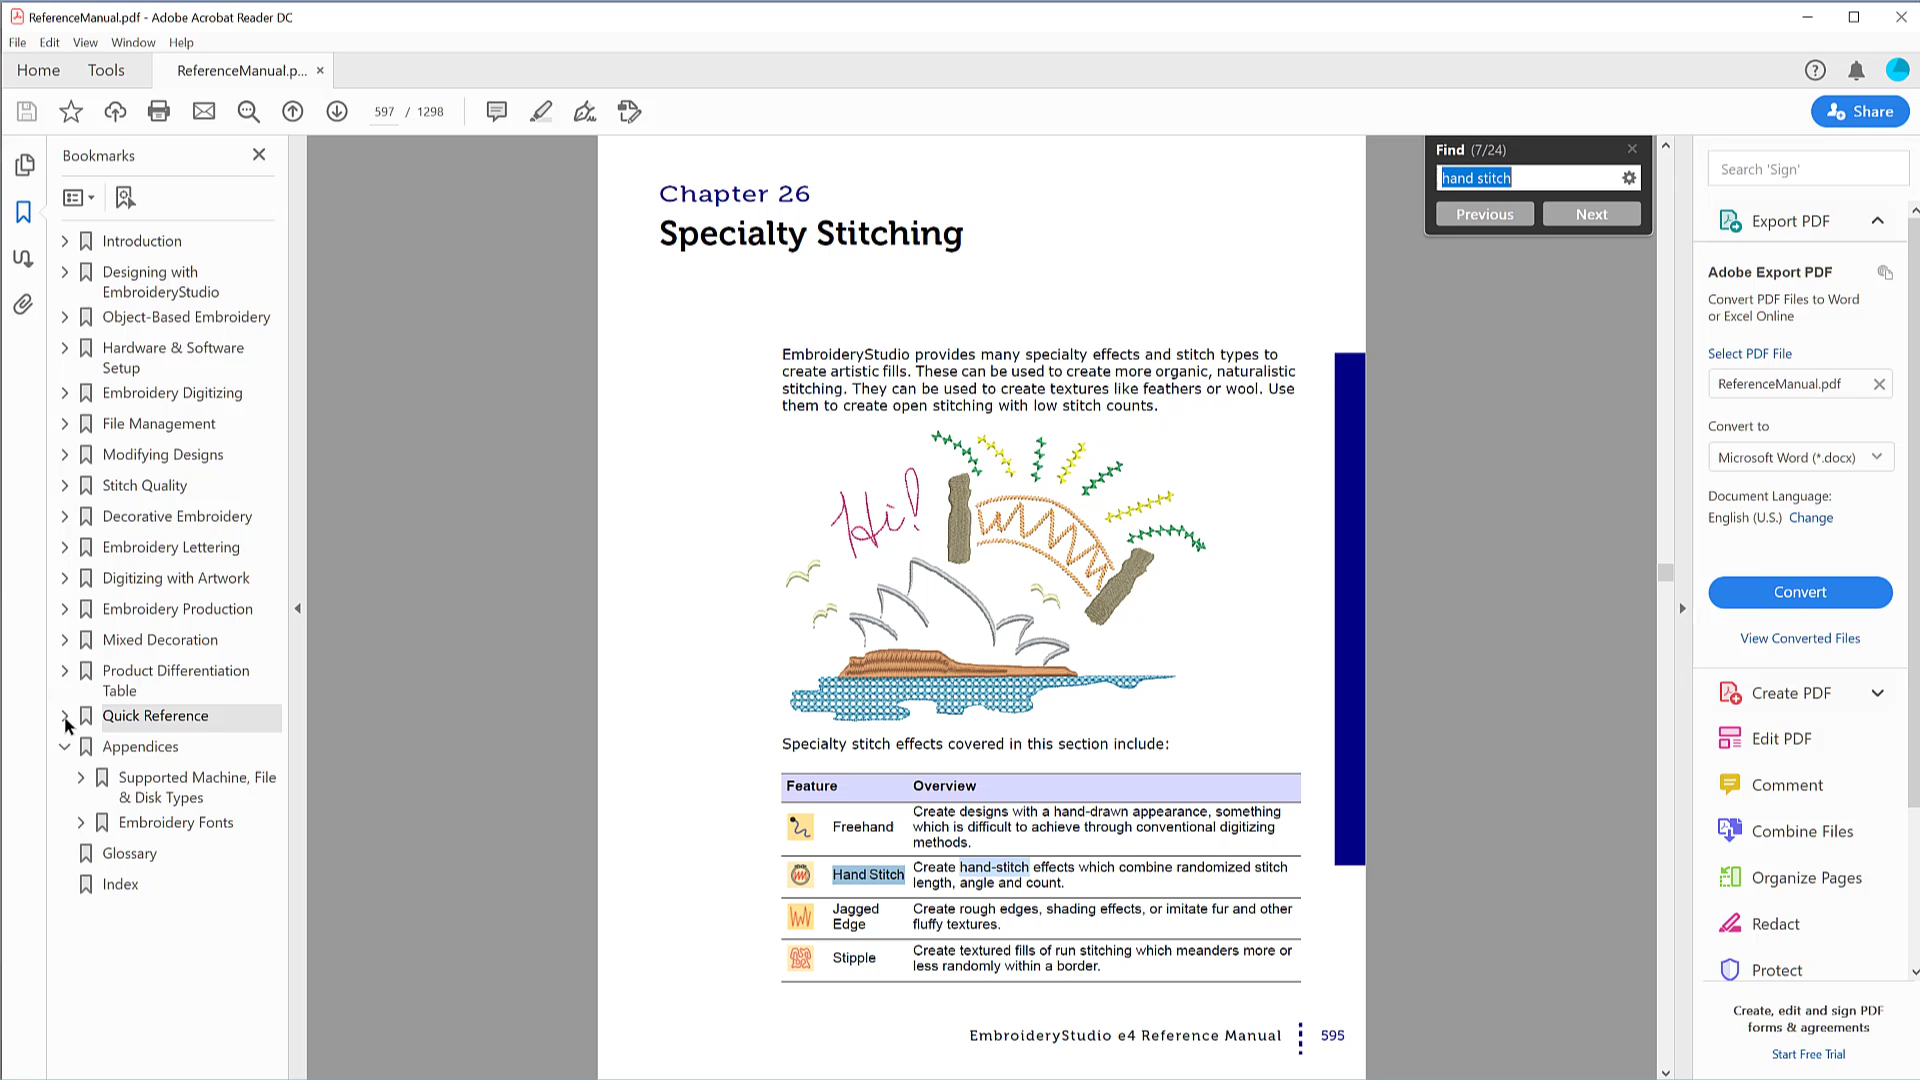 ReferenceManual.pdf - Adobe Acrobat Reader DC
File Edit View Window Help
Home Tools ReferenceManual.p... ×
597 / 1298
Share
Bookmarks
Introduction
Designing with
EmbroideryStudio
Object-Based Embroidery
Hardware & Software
Setup
Embroidery Digitizing
File Management
Modifying Designs
Stitch Quality
Decorative Embroidery
Embroidery Lettering
Digitizing with Artwork
Embroidery Production
Mixed Decoration
Product Differentiation
Table
Quick Reference
Appendices
Supported Machine, File
& Disk Types
Embroidery Fonts
Glossary
Index
Chapter 26
Specialty Stitching
EmbroideryStudio provides many specialty effects and stitch types to
create artistic fills. These can be used to create more organic, naturalistic
stitching. They can be used to create textures like feathers or wool. Use
them to create open stitching with low stitch counts.
Hi!
Specialty stitch effects covered in this section include:
Feature Overview
Freehand
Create designs with a hand-drawn appearance, something
which is difficult to achieve through conventional digitizing
methods.
Hand Stitch
Create hand-stitch effects which combine randomized stitch
length, angle and count.
Jagged
Edge
Create rough edges, shading effects, or imitate fur and other
fluffy textures.
Stipple
Create textured fills of run stitching which meanders more or
less randomly within a border.
EmbroideryStudio e4 Reference Manual 595
Find (7/24)
hand stitch
Previous Next
Search 'Sign'
Export PDF
Adobe Export PDF
Convert PDF Files to Word
or Excel Online
Select PDF File
ReferenceManual.pdf
Convert to
Microsoft Word (*.docx)
Document Language:
English (U.S.) Change
Convert
View Converted Files
Create PDF
Edit PDF
Comment
Combine Files
Organize Pages
Redact
Protect
Create, edit and sign PDF
forms & agreements
Start Free Trial